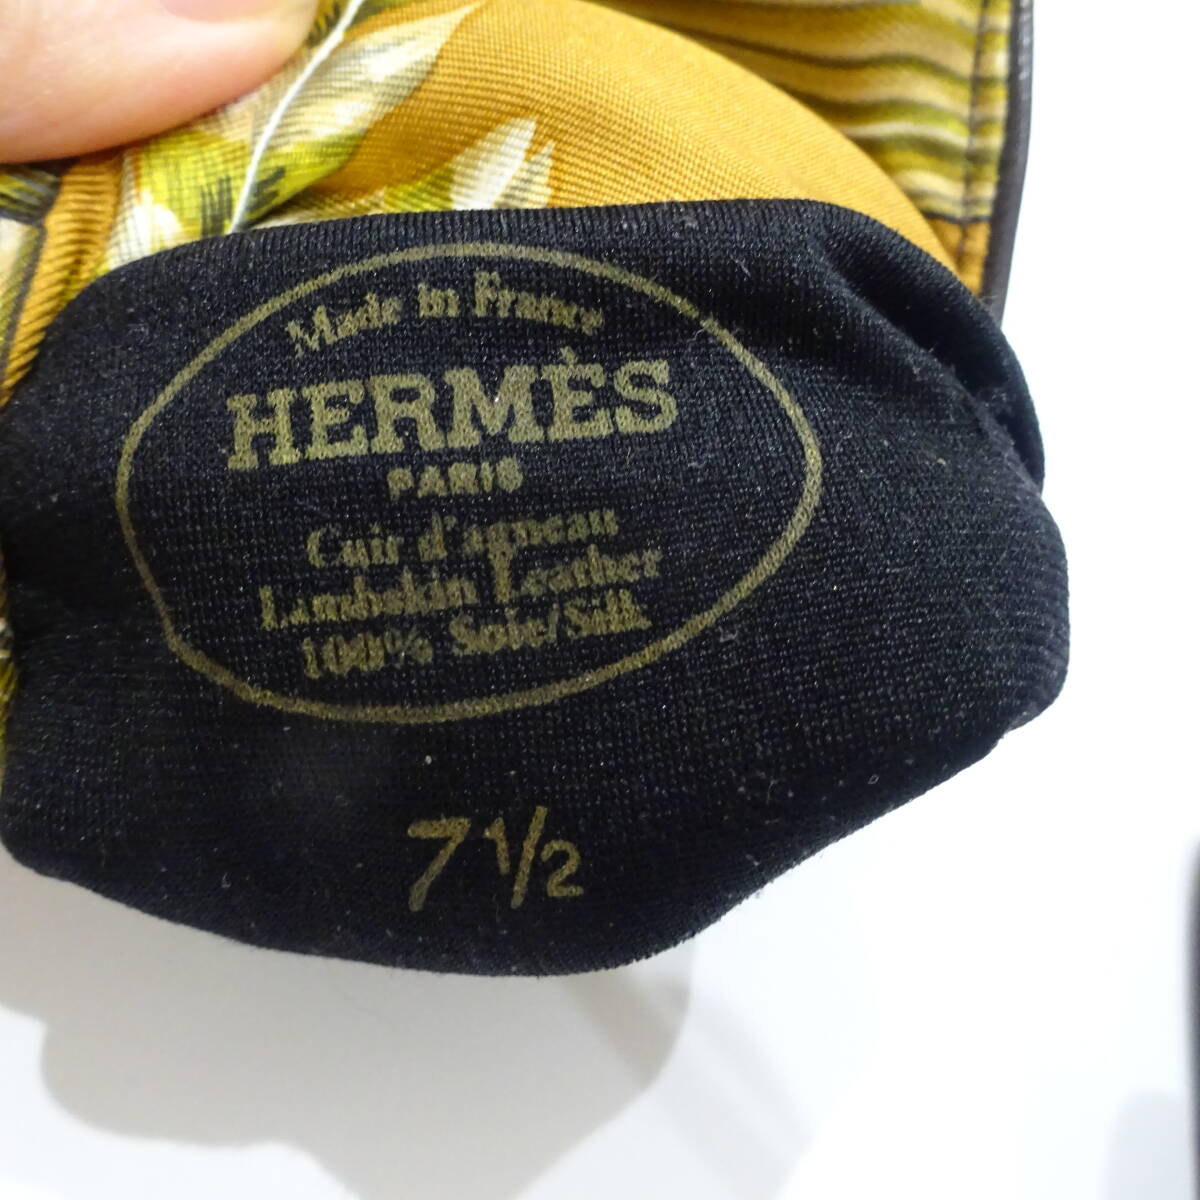 Made in France
HERMÈS
PARIS
Cuir d'agneau
Lambskin Leather
100% Soie/Silk
7 1/2